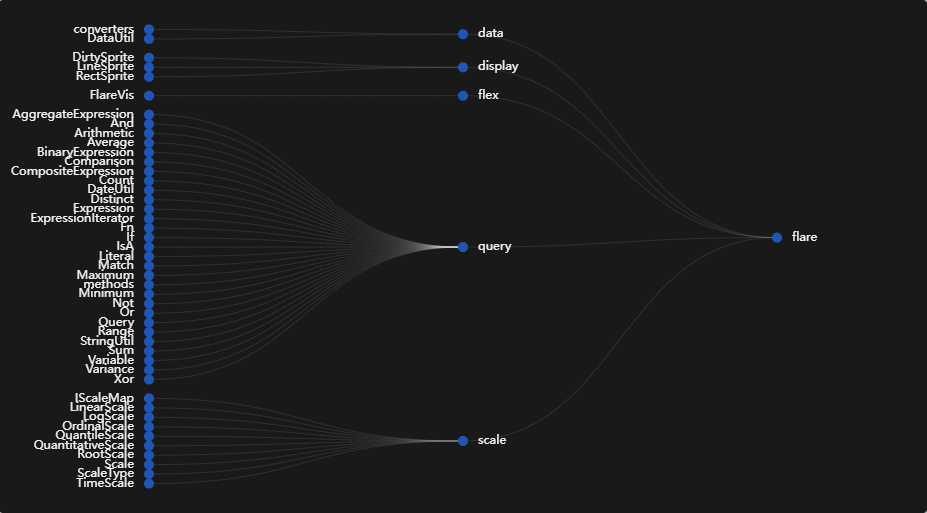 converters
DataUtil
DirtySprite
LineSprite
RectSprite
FlareVis
AggregateExpression
And
Arithmetic
Average
BinaryExpression
Comparison
CompositeExpression
Count
DateUtil
Distinct
Expression
ExpressionIterator
Fn
If
IsA
Literal
Match
Maximum
methods
Minimum
Not
Or
Query
Range
StringUtil
Sum
Variable
Variance
Xor
IScaleMap
LinearScale
LogScale
OrdinalScale
QuantileScale
QuantitativeScale
RootScale
Scale
ScaleType
TimeScale
data
display
flex
query
scale
flare